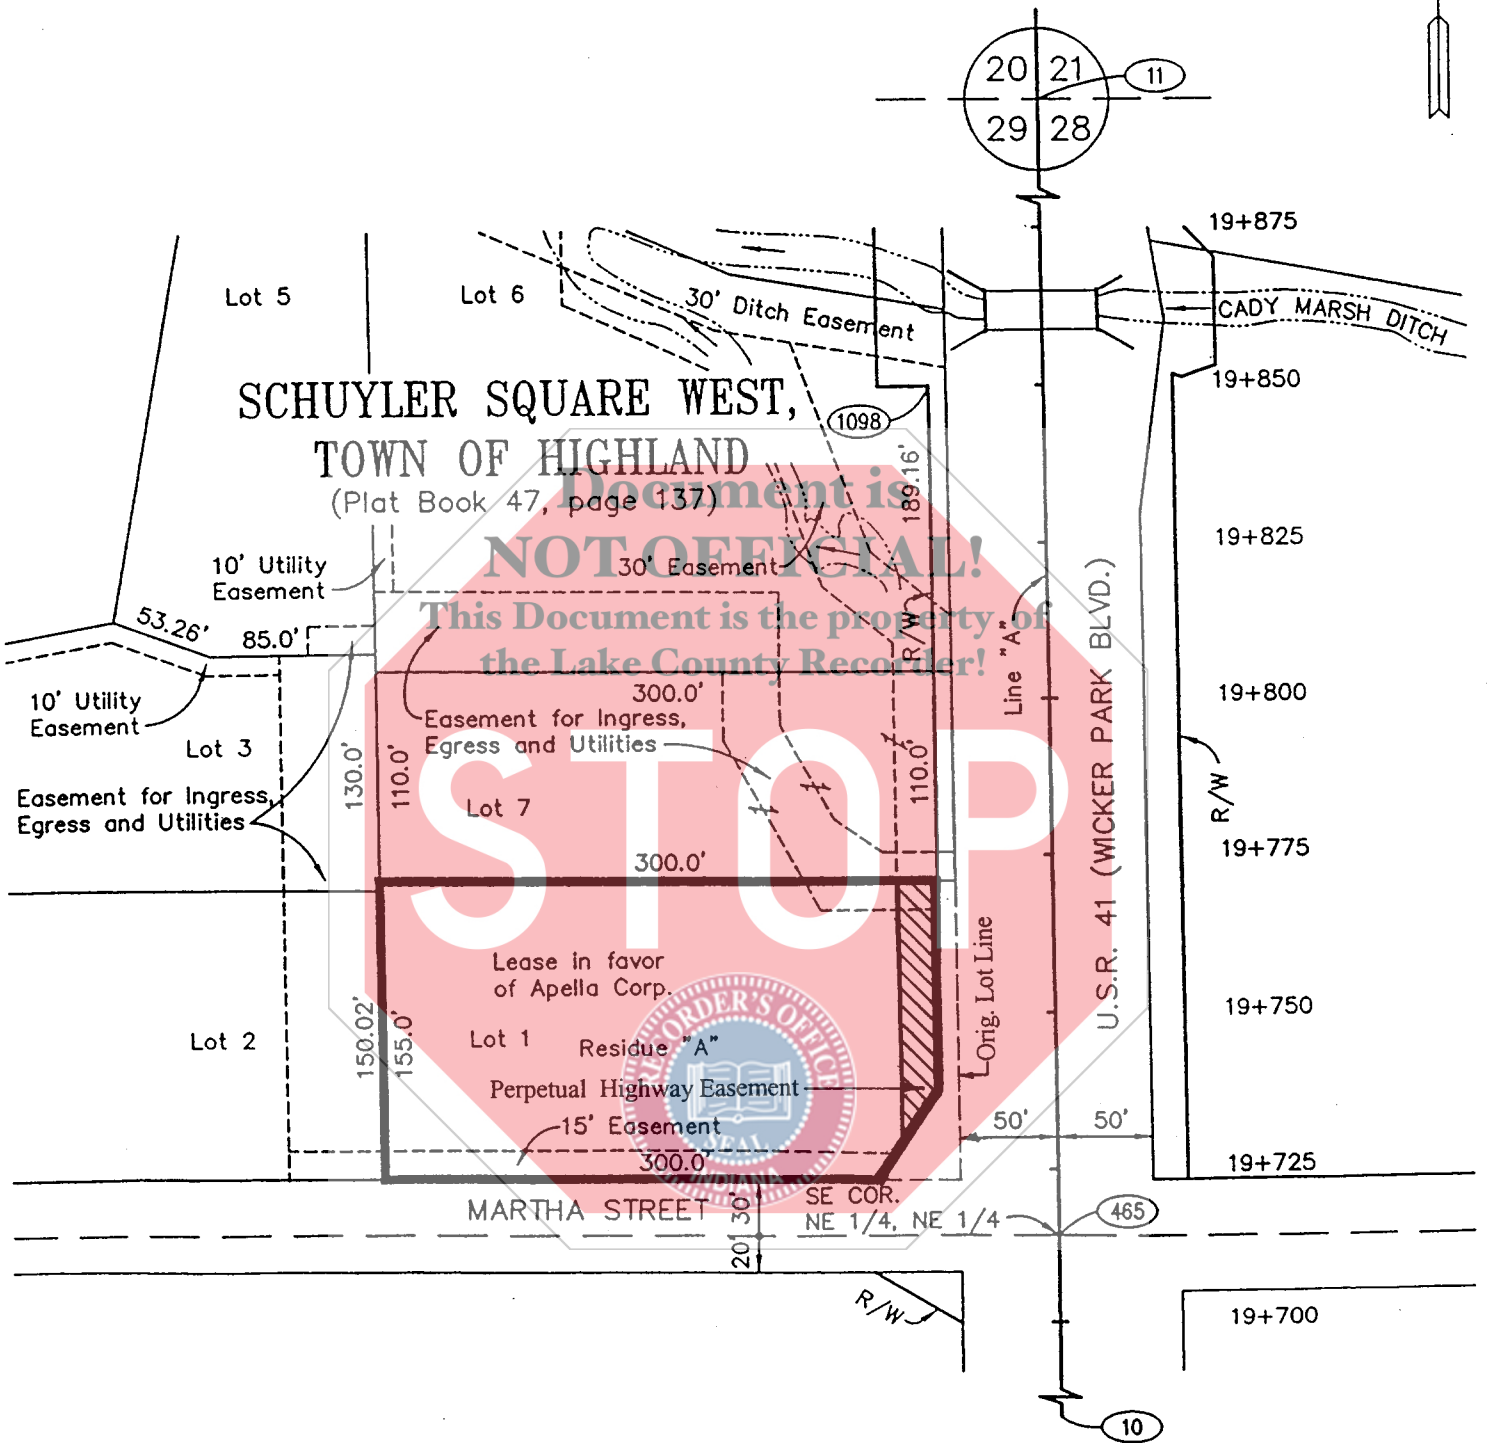 20 21
11
29 28
19+875
Lot 5
Lot 6
30' Ditch Easement
CADY MARSH DITCH
19+850
SCHUYLER SQUARE WEST,
TOWN OF HIGHLAND
(Plat Book 47, page 137)
1098
189.16'
Document is
NOT OFFICIAL!
This Document is the property of
the Lake County Recorder!
STOP
10' Utility
Easement
30' Easement
19+825
R/W
Line "A"
U.S.R. 41 (WICKER PARK BLVD.)
53.26'
85.0'
10' Utility
Easement
300.0'
19+800
Easement for Ingress,
Egress and Utilities
Lot 3
130.0'
110.0'
110.0'
R/W
Easement for Ingress,
Egress and Utilities
Lot 7
19+775
300.0'
Lease in favor
of Apella Corp.
Orig. Lot Line
150.02'
155.0'
19+750
Lot 2
Lot 1
Residue "A"
Perpetual Highway Easement
RECORDER'S OFFICE
SEAL
INDIANA
15' Easement
50'
50'
300.0'
19+725
MARTHA STREET
20' 30'
SE COR.
NE 1/4, NE 1/4
465
R/W
19+700
10